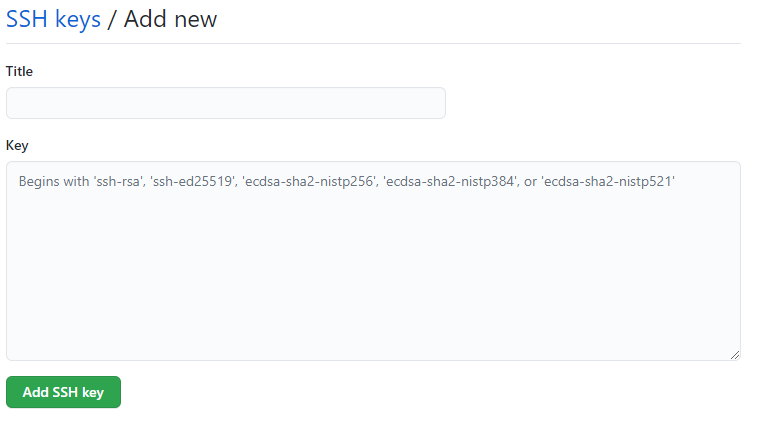 SSH keys / Add new
Title
Key
Begins with 'ssh-rsa', 'ssh-ed25519', 'ecdsa-sha2-nistp256', 'ecdsa-sha2-nistp384', or 'ecdsa-sha2-nistp521'
Add SSH key